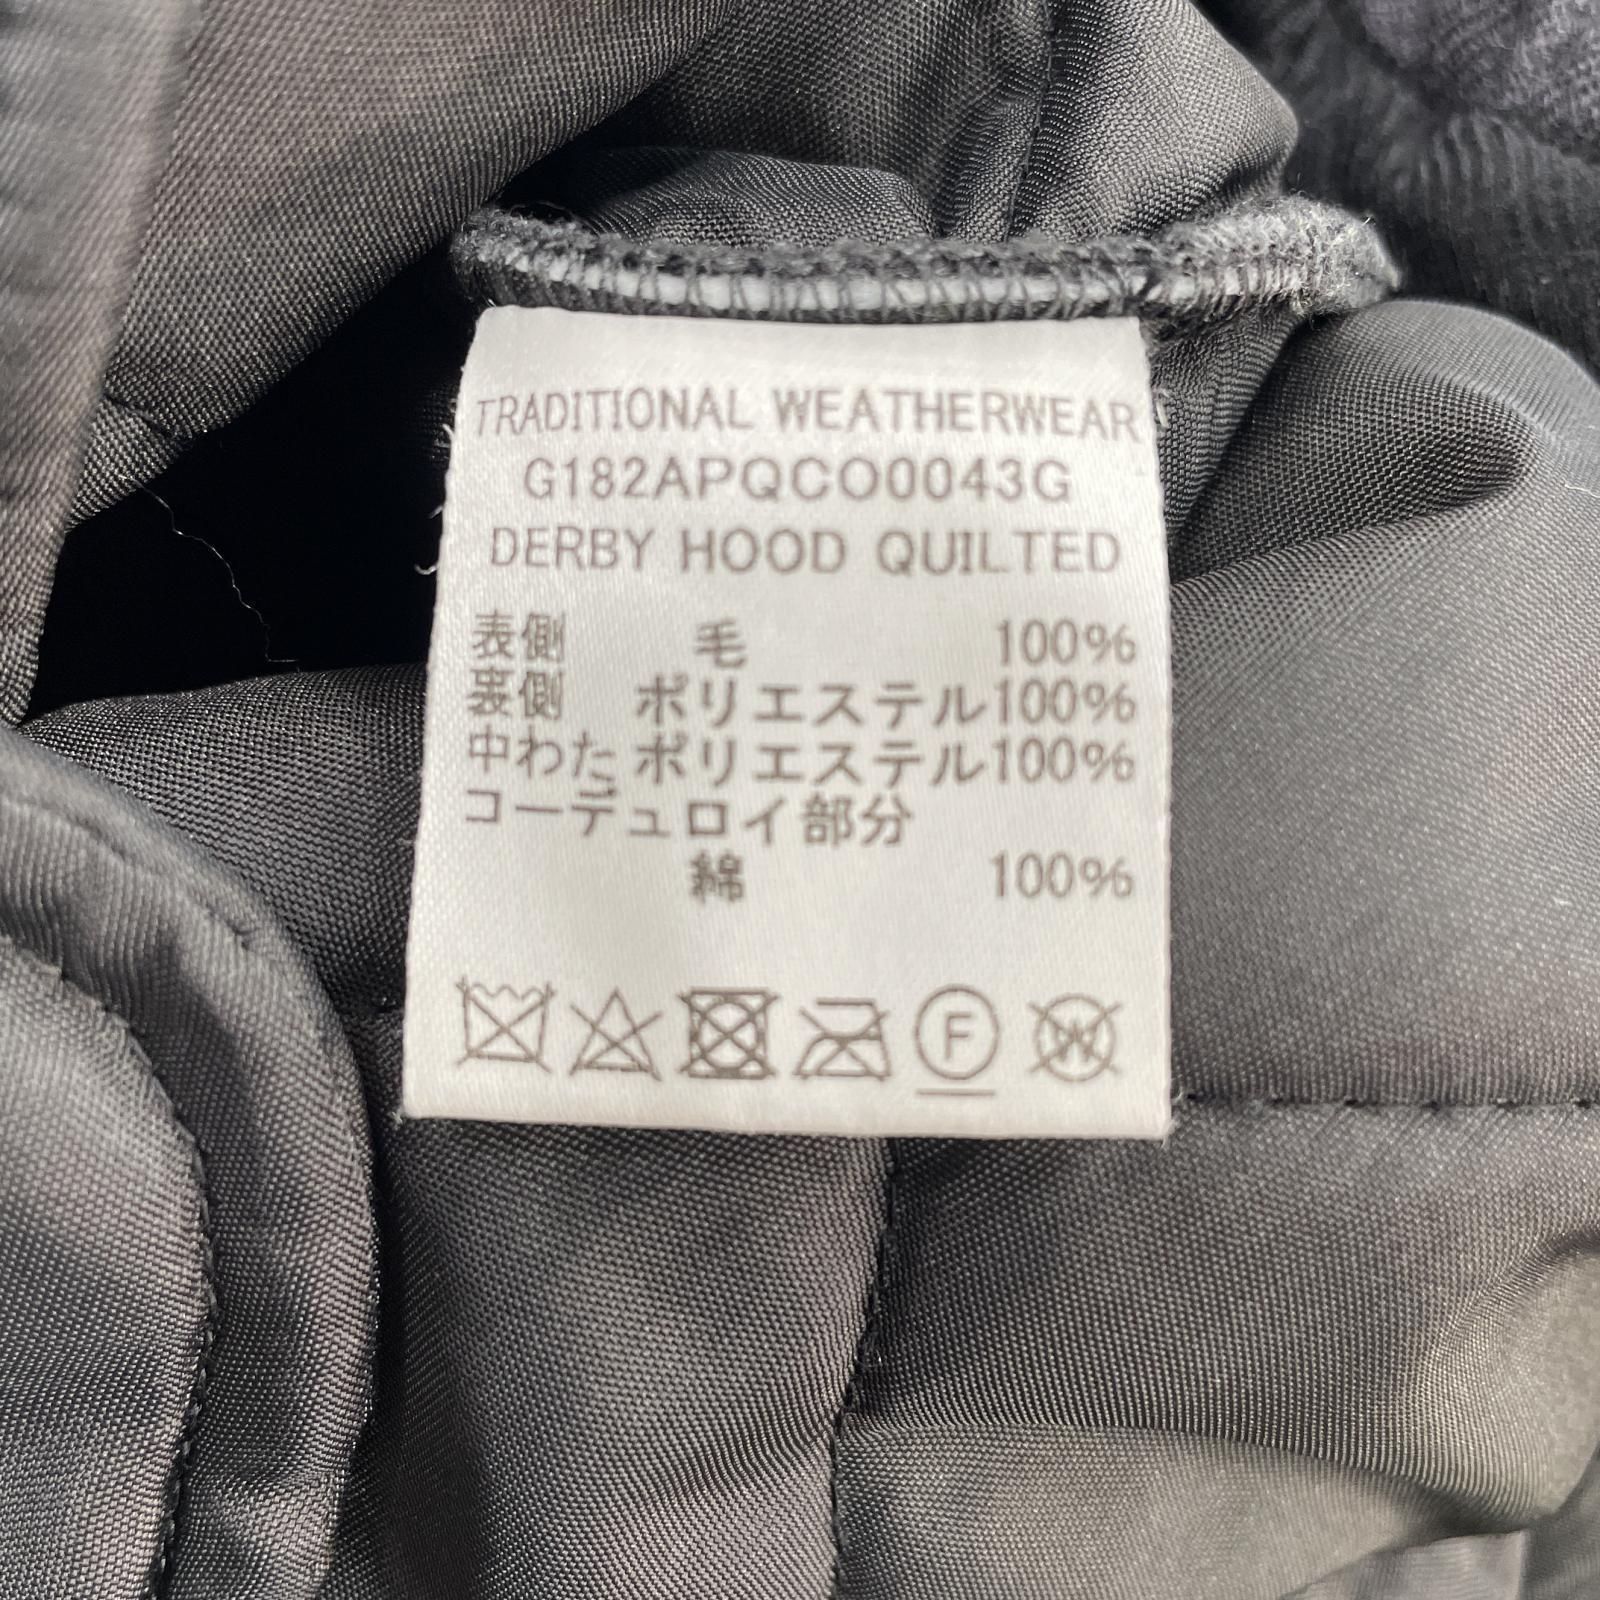 TRADITIONAL WEATHERWEAR
G182APQCO0043G
DERBY HOOD QUILTED
表側 毛 100%
裏側 ポリエステル100%
中わた ポリエステル100%
コーデュロイ部分
綿 100%
F W